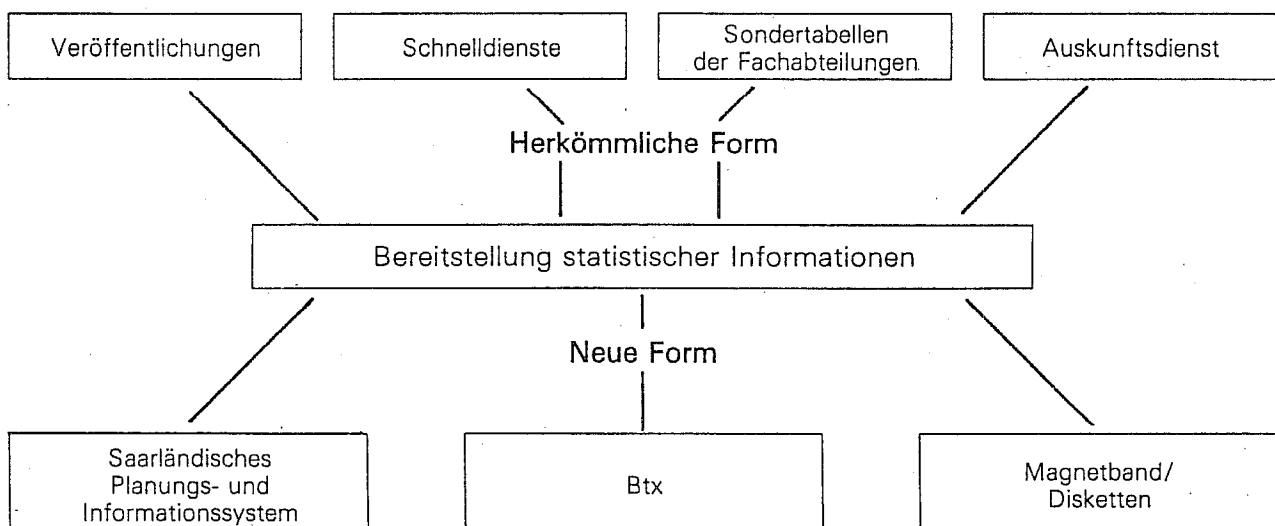 Veröffentlichungen
Schnelldienste
Sondertabellen
der Fachabteilungen
Auskunftsdienst
Herkömmliche Form
Bereitstellung statistischer Informationen
Neue Form
Saarländisches
Planungs- und
Informationssystem
Btx
Magnetband/
Disketten